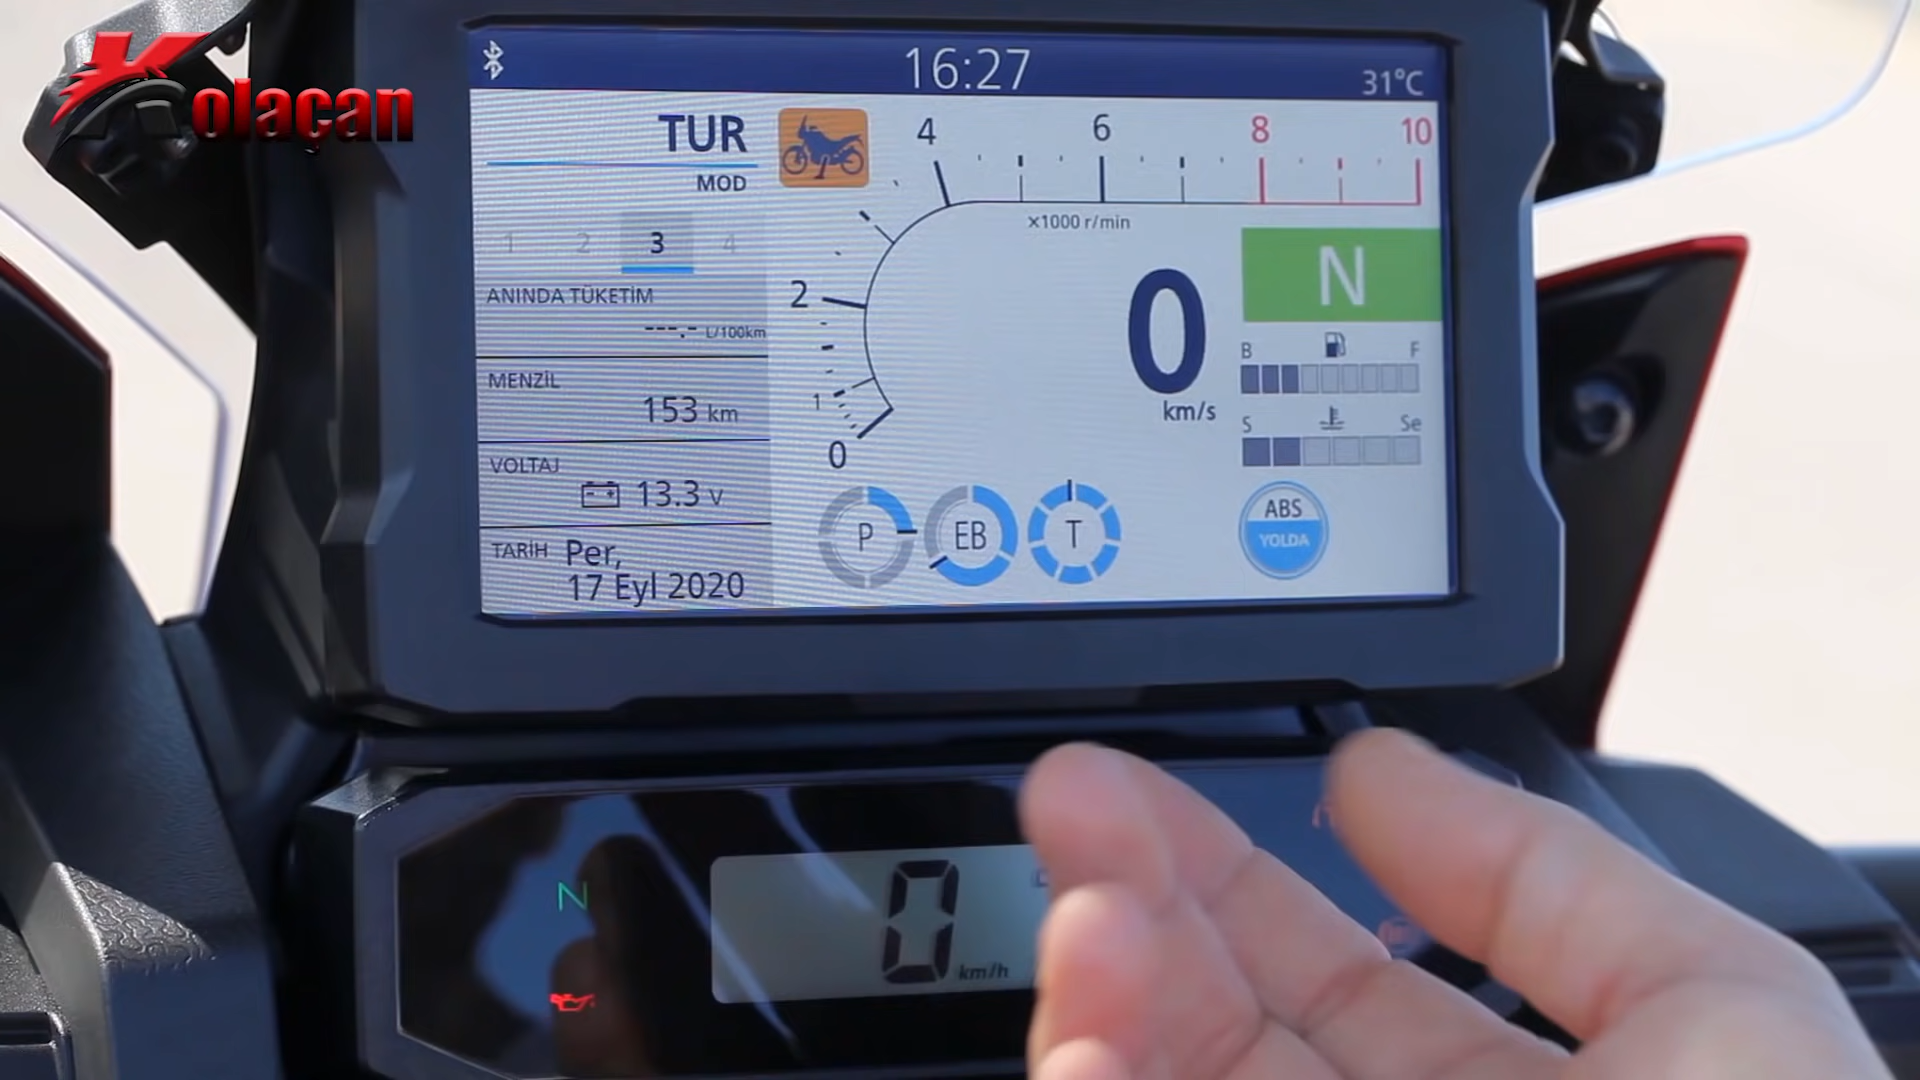 Kolaçan
16:27
31°C
TUR
MOD
1 2 3 4
ANINDA TÜKETİM
---.- L/100km
MENZİL
153 km
VOLTAJ
13.3 V
TARİH Per,
17 Eyl 2020
0 1 2 4 6 8 10
×1000 r/min
0
km/s
N
B F
S Se
P EB T
ABS
YOLDA
N
0
km/h